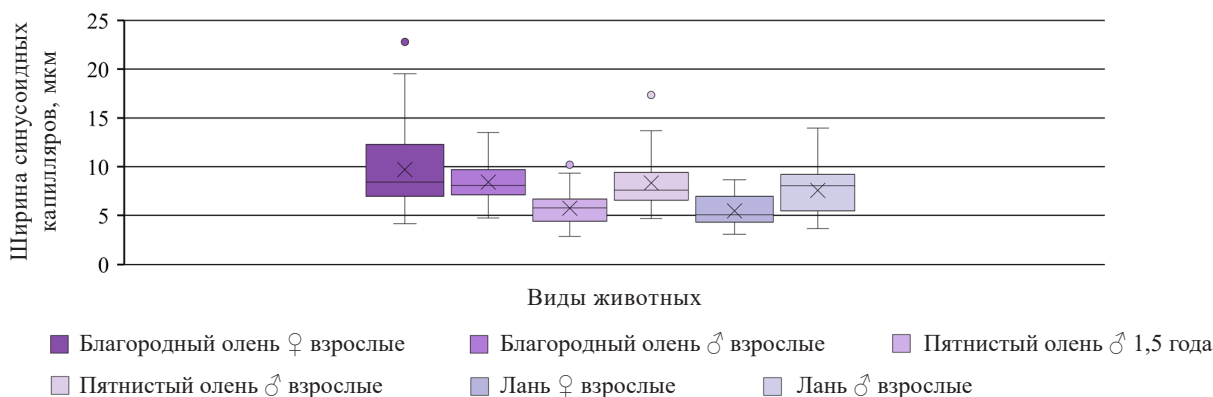 Ширина синусоидных
капилляров, мкм
25
20
15
10
5
0
Виды животных
Благородный олень ♀ взрослые
Благородный олень ♂ взрослые
Пятнистый олень ♂ 1,5 года
Пятнистый олень ♂ взрослые
Лань ♀ взрослые
Лань ♂ взрослые